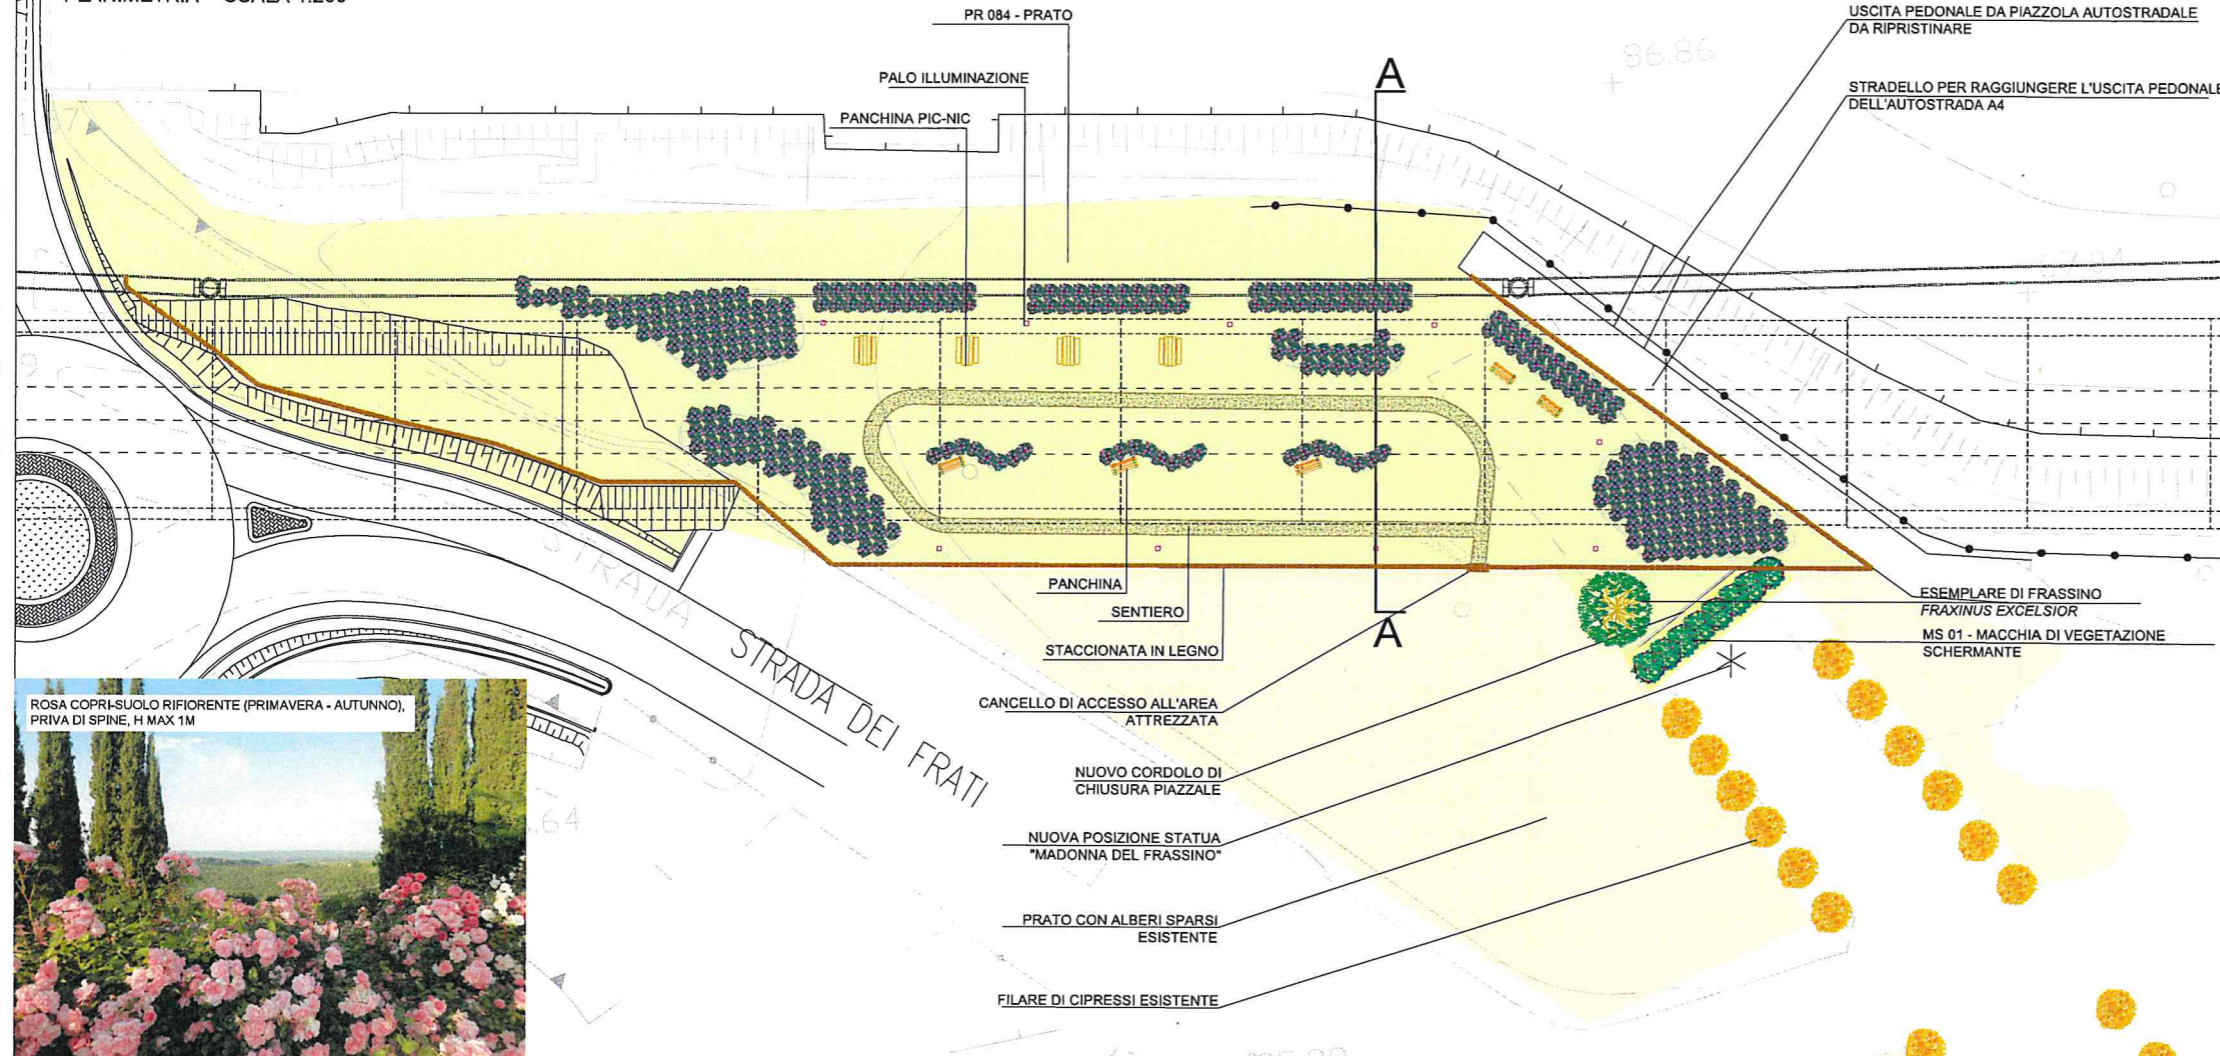 PR 084 - PRATO
USCITA PEDONALE DA PIAZZOLA AUTOSTRADALE
DA RIPRISTINARE
PALO ILLUMINAZIONE
A
86,86
STRADELLO PER RAGGIUNGERE L'USCITA PEDONALE
DELL'AUTOSTRADA A4
PANCHINA PIC-NIC
STRADA
PANCHINA
SENTIERO
STACCIONATA IN LEGNO
A
ESEMPLARE DI FRASSINO
FRAXINUS EXCELSIOR
MS 01 - MACCHIA DI VEGETAZIONE
SCHERMANTE
STRADA DEI FRATI
CANCELLO DI ACCESSO ALL'AREA
ATTREZZATA
ROSA COPRI-SUOLO RIFIORENTE (PRIMAVERA - AUTUNNO),
PRIVA DI SPINE, H MAX 1M
NUOVO CORDOLO DI
CHIUSURA PIAZZALE
NUOVA POSIZIONE STATUA
"MADONNA DEL FRASSINO"
PRATO CON ALBERI SPARSI
ESISTENTE
FILARE DI CIPRESSI ESISTENTE